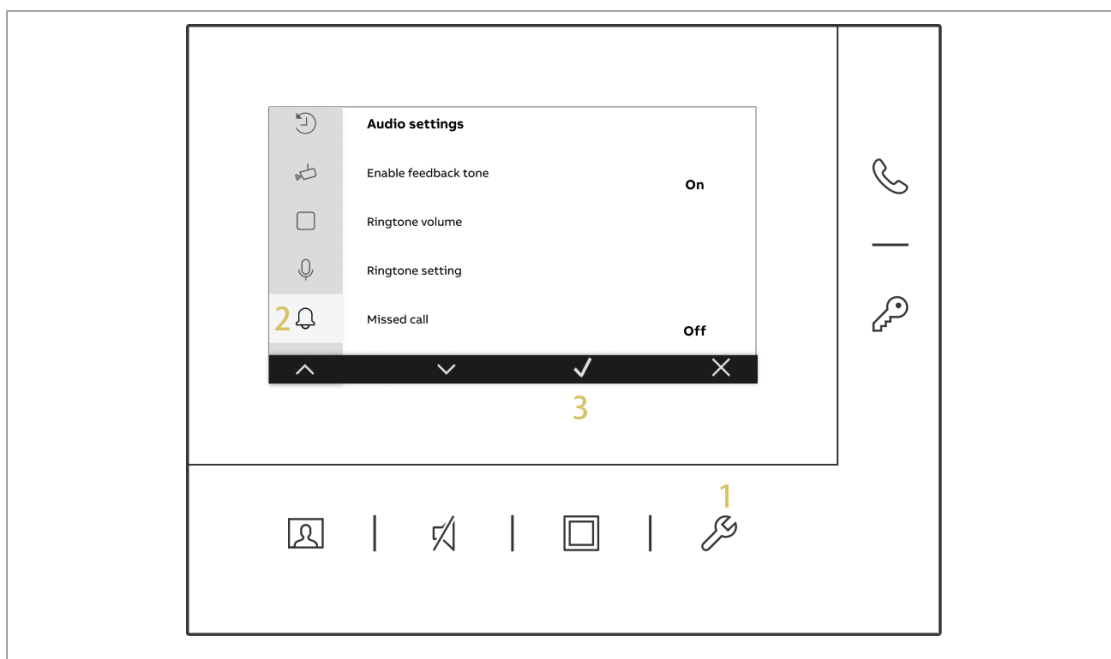 Audio settings
Enable feedback tone
On
Ringtone volume
Ringtone setting
2
Missed call
Off
3
1